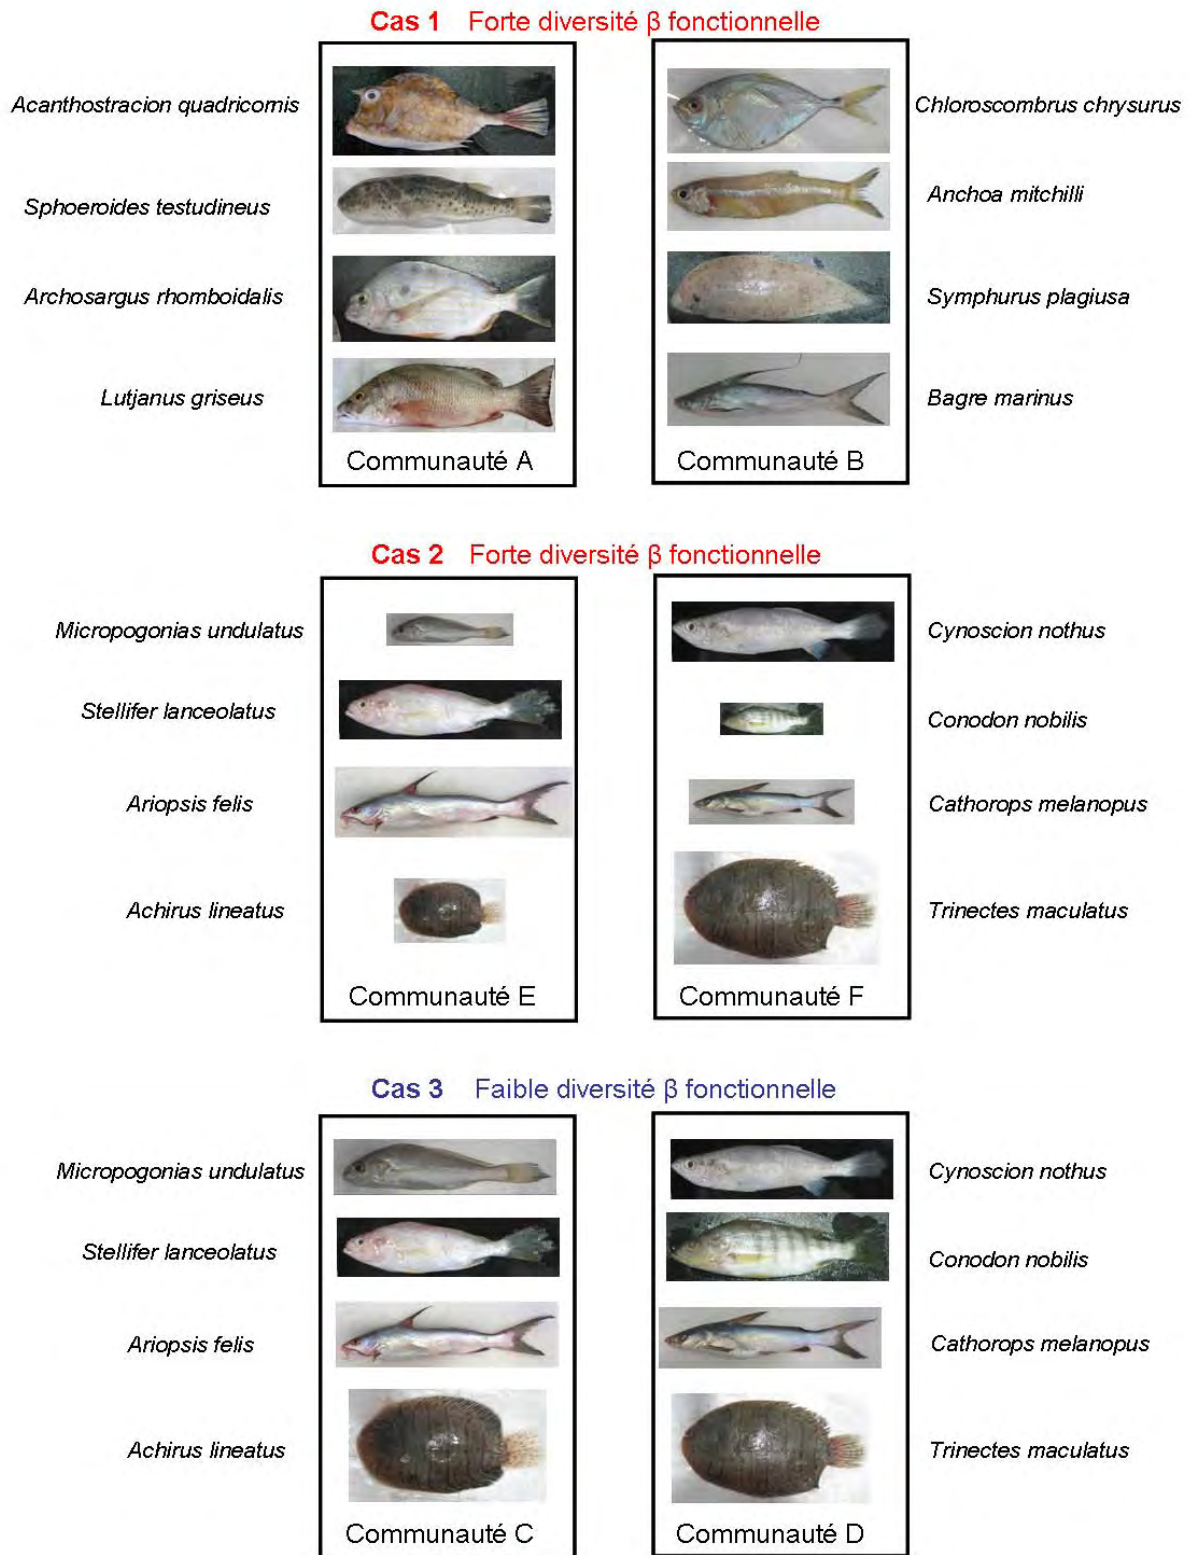 Cas 1 Forte diversité β fonctionnelle
Acanthostracion quadricornis
Chloroscombrus chrysurus
Sphoeroides testudineus
Anchoa mitchilli
Archosargus rhomboidalis
Symphurus plagiusa
Lutjanus griseus
Bagre marinus
Communauté A
Communauté B
Cas 2 Forte diversité β fonctionnelle
Micropogonias undulatus
Cynoscion nothus
Stellifer lanceolatus
Conodon nobilis
Ariopsis felis
Cathorops melanopus
Achirus lineatus
Trinectes maculatus
Communauté E
Communauté F
Cas 3 Faible diversité β fonctionnelle
Micropogonias undulatus
Cynoscion nothus
Stellifer lanceolatus
Conodon nobilis
Ariopsis felis
Cathorops melanopus
Achirus lineatus
Trinectes maculatus
Communauté C
Communauté D